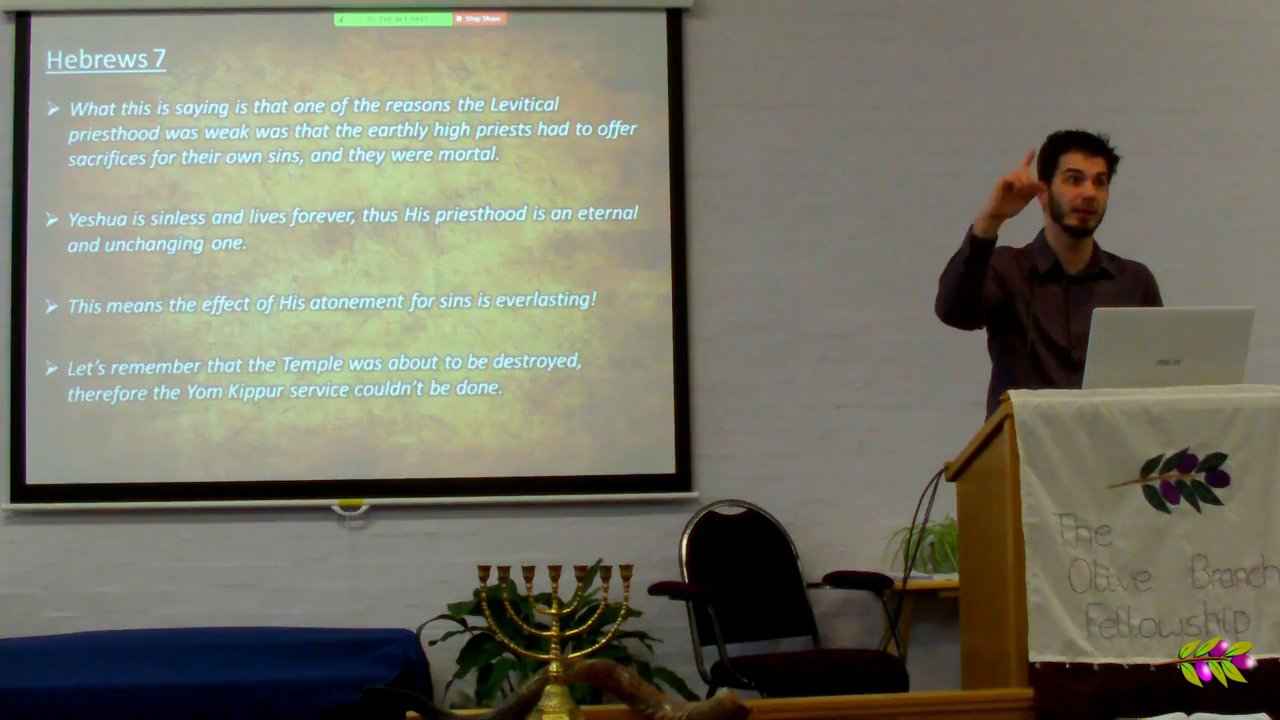 Stop Share
Hebrews 7
➢ What this is saying is that one of the reasons the Levitical
priesthood was weak was that the earthly high priests had to offer
sacrifices for their own sins, and they were mortal.
➢ Yeshua is sinless and lives forever, thus His priesthood is an eternal
and unchanging one.
➢ This means the effect of His atonement for sins is everlasting!
➢ Let's remember that the Temple was about to be destroyed,
therefore the Yom Kippur service couldn't be done.
The
Olive Branch
Fellowship